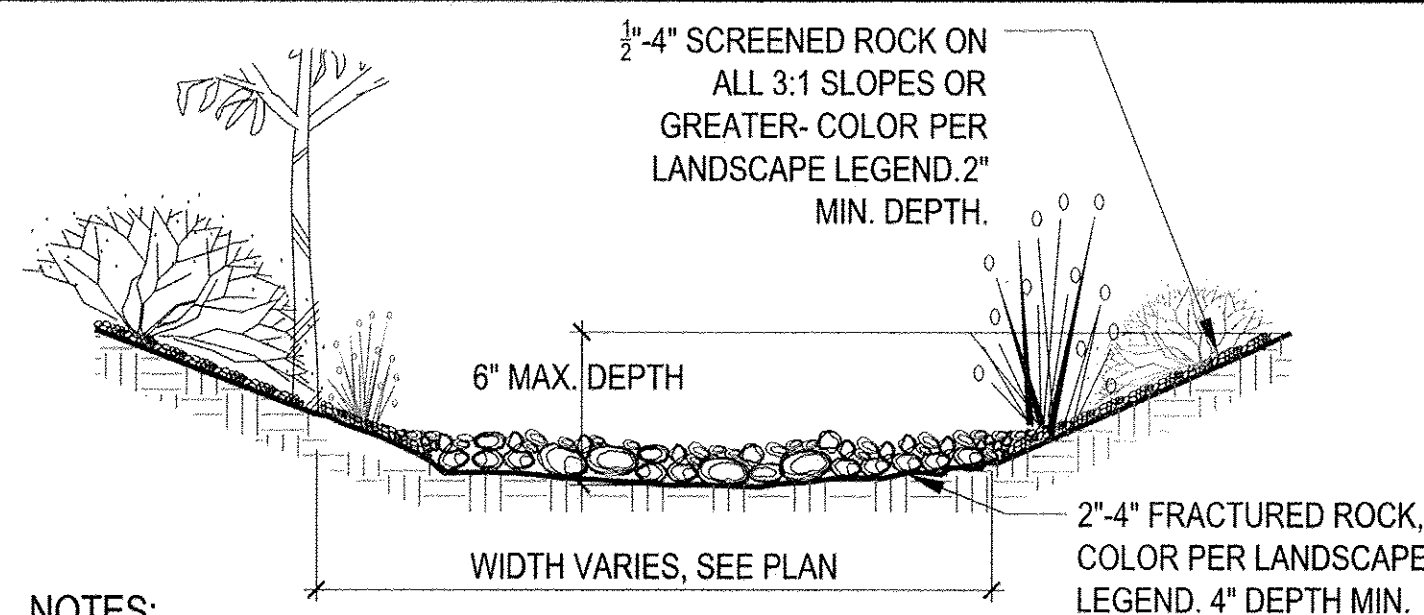 ½"-4" SCREENED ROCK ON
ALL 3:1 SLOPES OR
GREATER- COLOR PER
LANDSCAPE LEGEND.2"
MIN. DEPTH.
6" MAX. DEPTH
2"-4" FRACTURED ROCK,
COLOR PER LANDSCAPE
LEGEND. 4" DEPTH MIN.
WIDTH VARIES, SEE PLAN
NOTES: